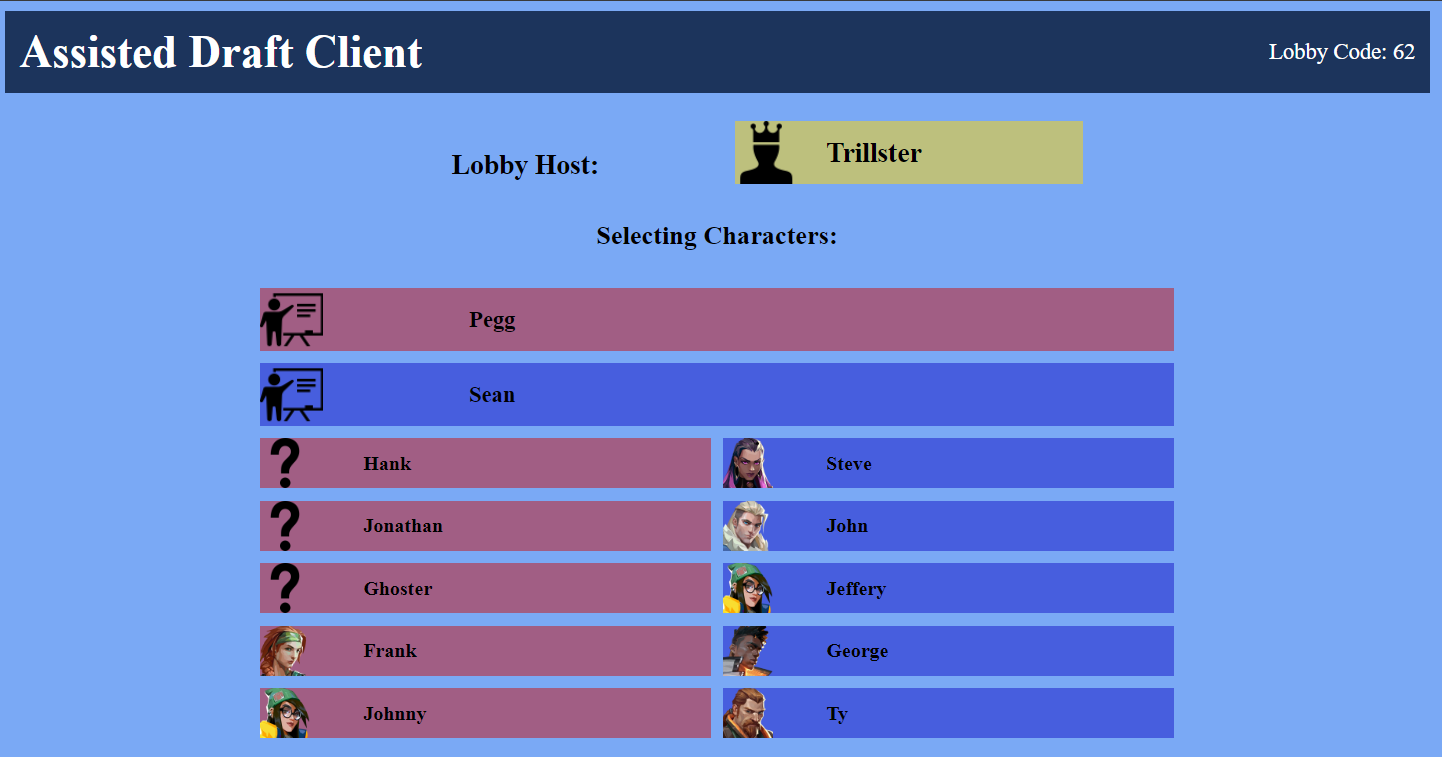 Assisted Draft Client
Lobby Code: 62
Lobby Host:
Trillster
Selecting Characters:
Pegg
Sean
Hank
Steve
Jonathan
John
Ghoster
Jeffery
Frank
George
Johnny
Ty